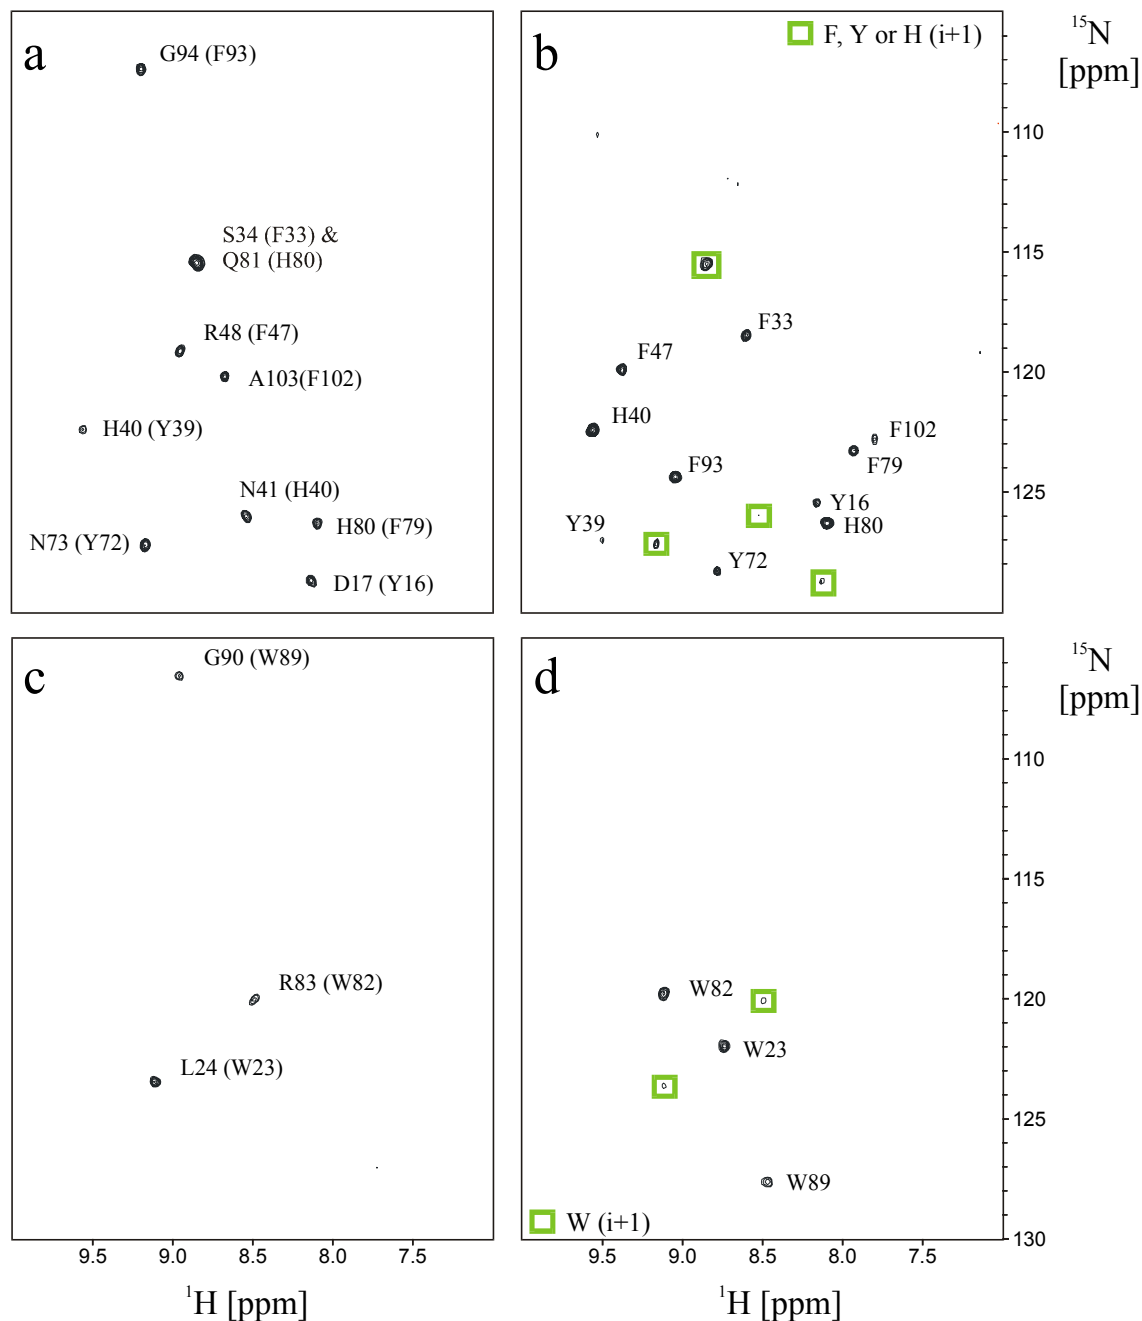 a
G94 (F93)
S34 (F33) &
Q81 (H80)
R48 (F47)
A103(F102)
H40 (Y39)
N41 (H40)
H80 (F79)
N73 (Y72)
D17 (Y16)
b
F, Y or H (i+1)
F33
F47
H40
F102
F79
F93
Y16
H80
Y39
Y72
15N
[ppm]
110
115
120
125
c
G90 (W89)
R83 (W82)
L24 (W23)
9.5 9.0 8.5 8.0 7.5
1H [ppm]
d
W82
W23
W89
W (i+1)
9.5 9.0 8.5 8.0 7.5
1H [ppm]
15N
[ppm]
110
115
120
125
130